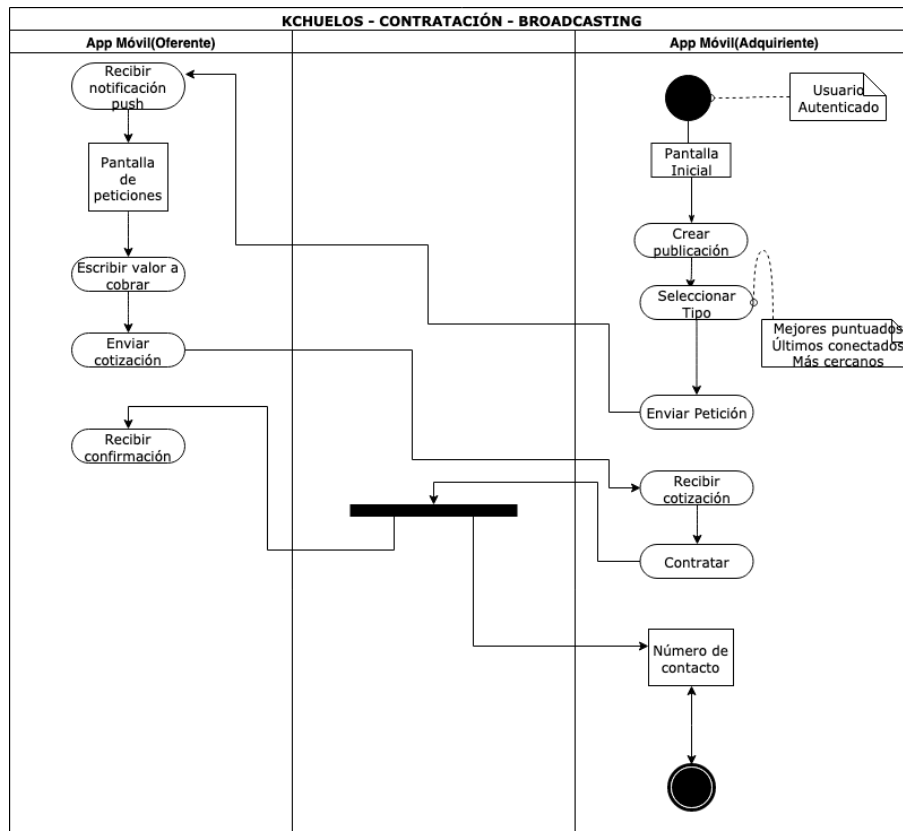 KCHUELOS - CONTRATACIÓN - BROADCASTING
App Móvil(Oferente)
App Móvil(Adquiriente)
Recibir
notificación
push
Usuario
Autenticado
Pantalla
Inicial
Pantalla
de
peticiones
Crear
publicación
Escribir valor a
cobrar
Seleccionar
Tipo
Mejores puntuados
Últimos conectados
Más cercanos
Enviar
cotización
Enviar Petición
Recibir
confirmación
Recibir
cotización
Contratar
Número de
contacto